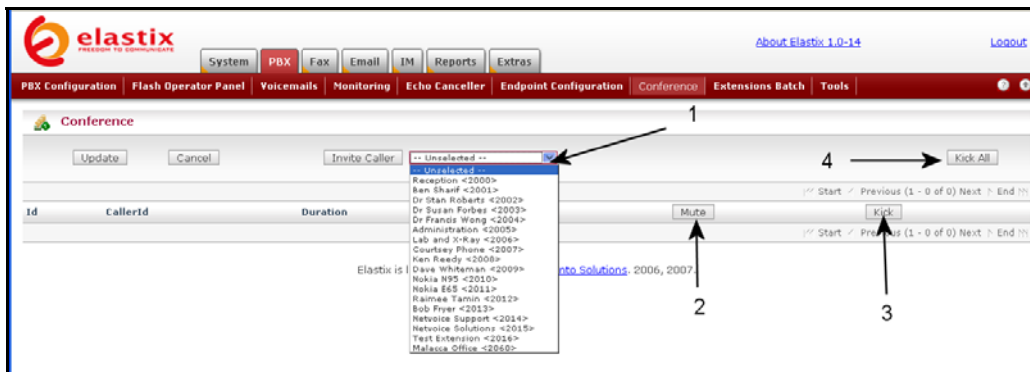 elastix
FREEDOM TO COMMUNICATE
About Elastix 1.0-14 Logout
System PBX Fax Email IM Reports Extras
PBX Configuration Flash Operator Panel Voicemails Monitoring Echo Canceller Endpoint Configuration Conference Extensions Batch Tools
1
Conference
Update Cancel Invite Caller -- Unselected -- 4 Kick All
-- Unselected --
Reception <2000>
Ben Sharif <2001>
Dr Stan Roberts <2002>
Dr Susan Forbes <2003>
Dr Francis Wong <2004>
Administration <2005>
Lab and X-Ray <2006>
Courtsey Phone <2007>
Ken Reedy <2008>
Dave Whiteman <2009>
Nokia N95 <2010>
Nokia E65 <2011>
Raimee Tamin <2012>
Bob Fryer <2013>
Netvoice Support <2014>
Netvoice Solutions <2015>
Test Extension <2016>
Malacca Office <2060>
Start Previous (1 - 0 of 0) Next End
Id CallerId Duration Mute Kick
Start Previous (1 - 0 of 0) Next End
Elastix is nto Solutions. 2006, 2007.
2
3